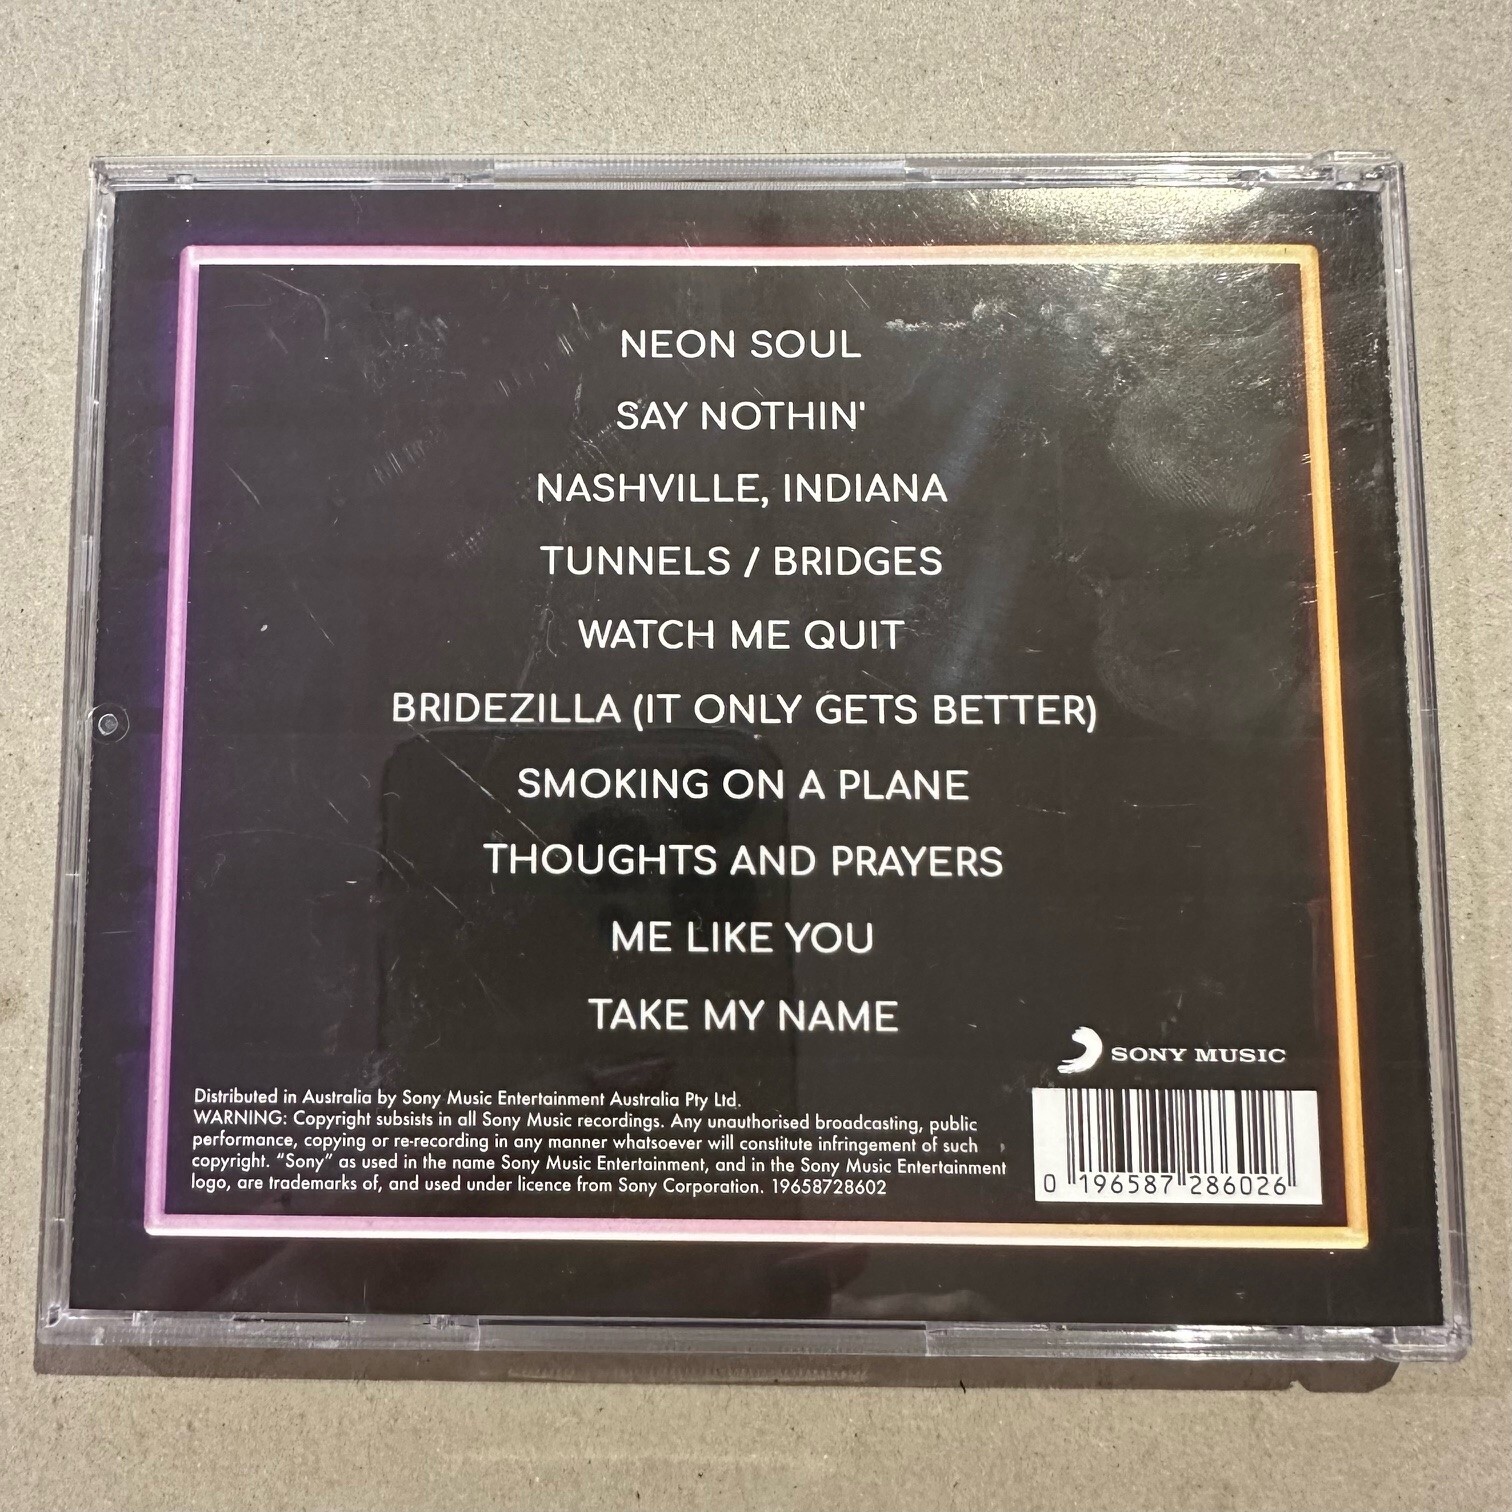 NEON SOUL
SAY NOTHIN'
NASHVILLE, INDIANA
TUNNELS / BRIDGES
WATCH ME QUIT
BRIDEZILLA (IT ONLY GETS BETTER)
SMOKING ON A PLANE
THOUGHTS AND PRAYERS
ME LIKE YOU
TAKE MY NAME
SONY MUSIC
Distributed in Australia by Sony Music Entertainment Australia Pty Ltd.
WARNING: Copyright subsists in all Sony Music recordings. Any unauthorised broadcasting, public
performance, copying or re-recording in any manner whatsoever will constitute infringement of such
copyright. “Sony” as used in the name Sony Music Entertainment, and in the Sony Music Entertainment
logo, are trademarks of, and used under licence from Sony Corporation. 19658728602
0 196587 286026